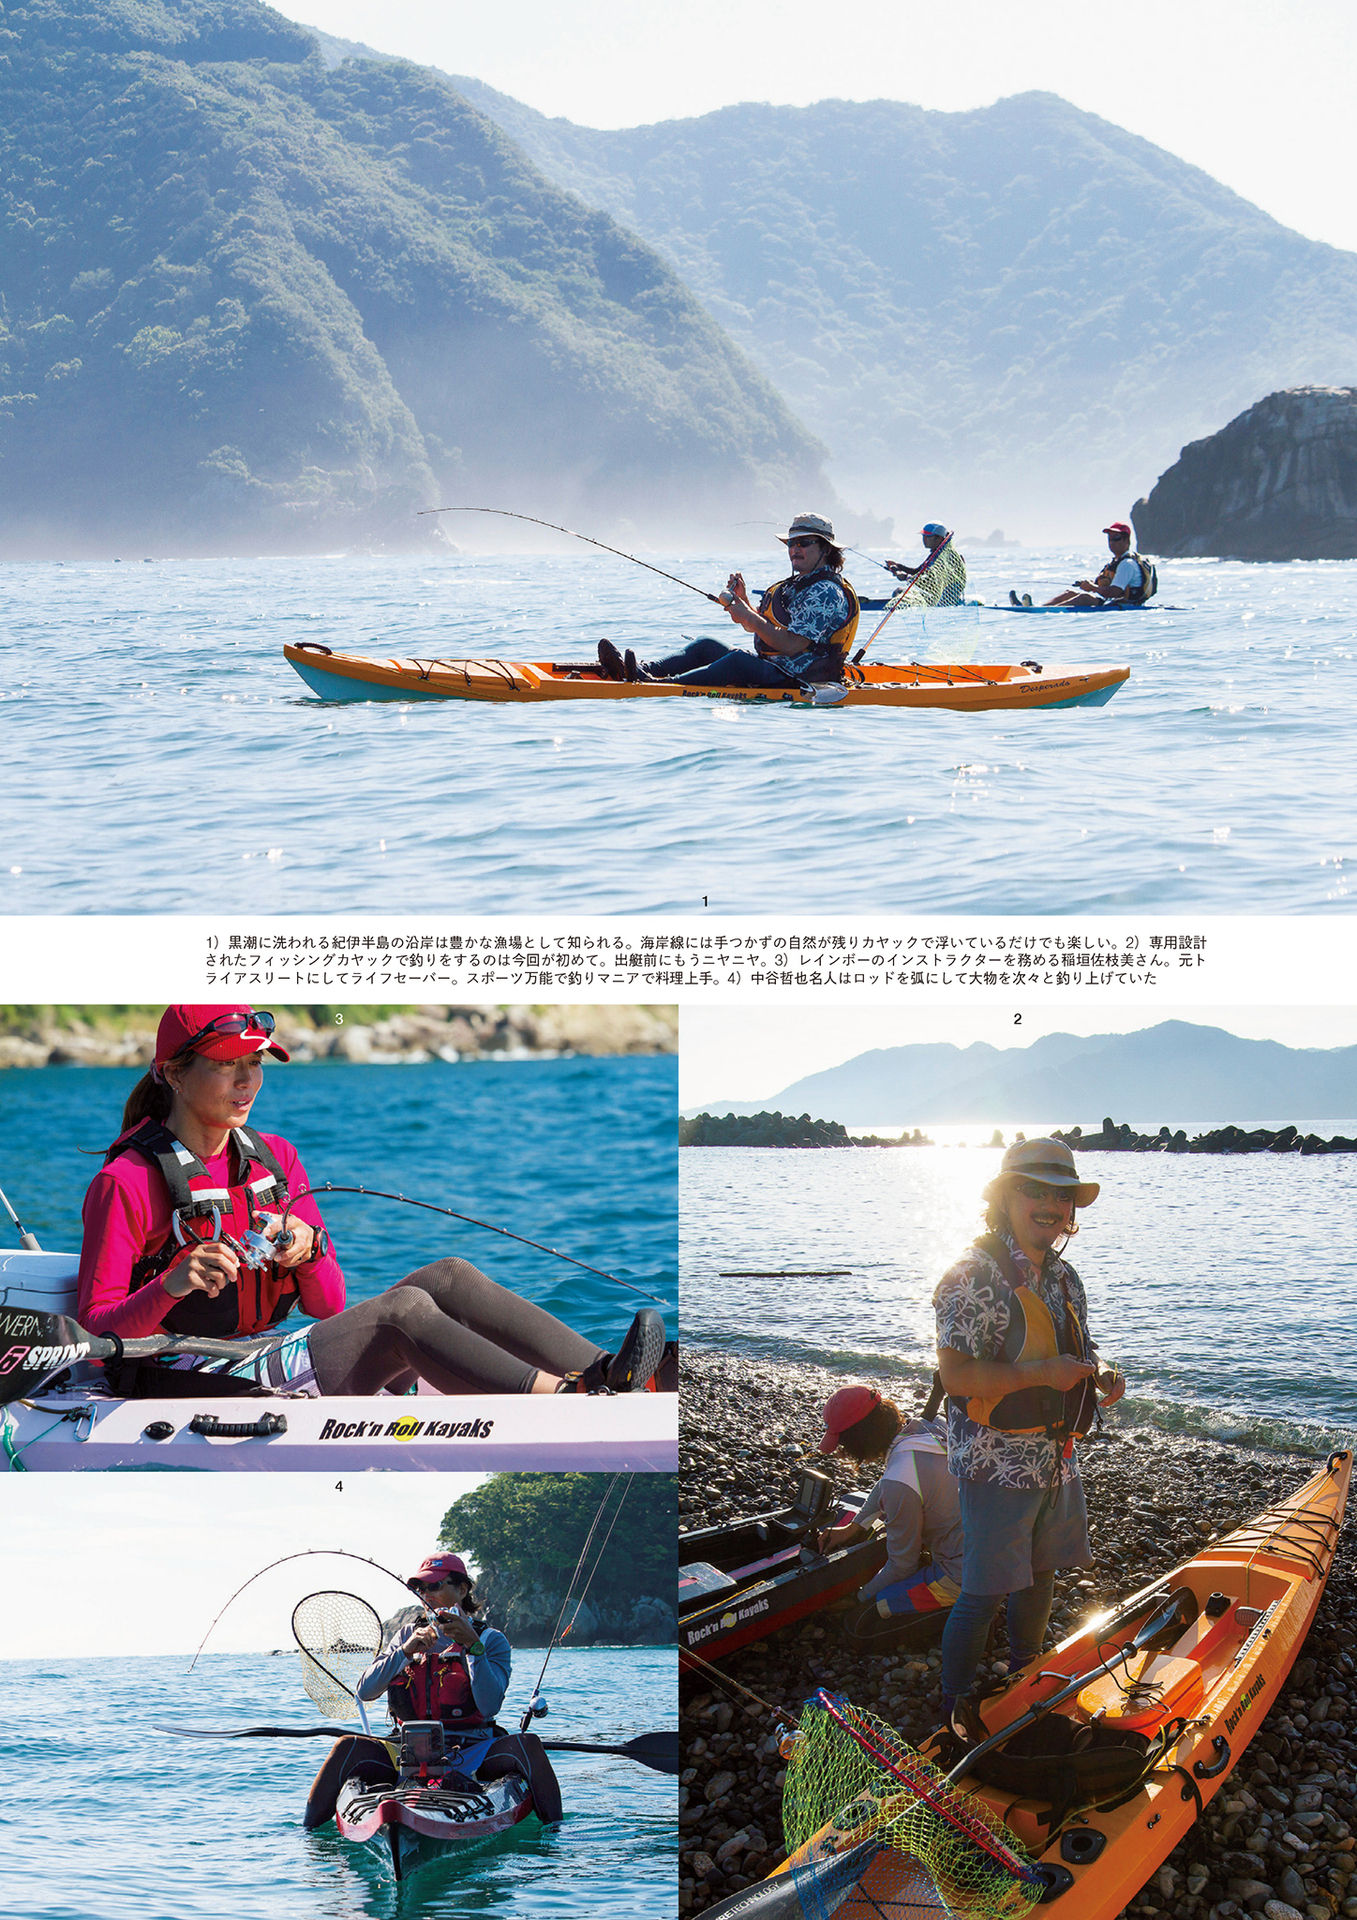 Rock'n Roll Kayaks
Desperado
1
1）黒潮に洗われる紀伊半島の沿岸は豊かな漁場として知られる。海岸線には手つかずの自然が残りカヤックで浮いているだけでも楽しい。2）専用設計
されたフィッシングカヤックで釣りをするのは今回が初めて。出艇前にもうニヤニヤ。3）レインボーのインストラクターを務める稲垣佐枝美さん。元ト
ライアスリートにしてライフセーバー。スポーツ万能で釣りマニアで料理上手。4）中谷哲也名人はロッドを弧にして大物を次々と釣り上げていた
3
2
SPRINT
Rock'n Roll Kayaks
4
Rock'n Roll Kayaks
Rock'n Roll Kayaks
TECHNOLOGY